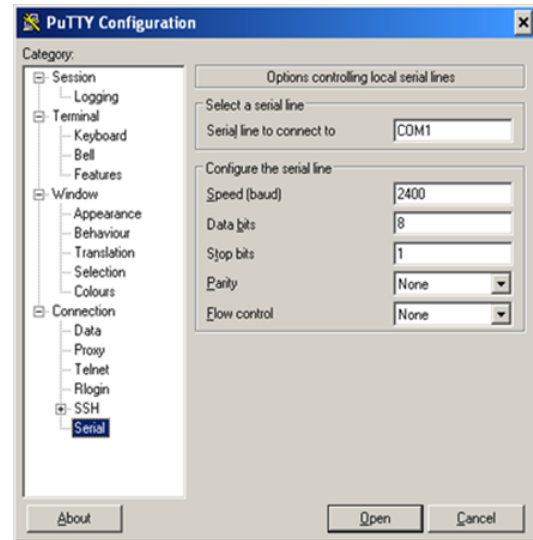 PuTTY Configuration
Category:
Session
Logging
Terminal
Keyboard
Bell
Features
Window
Appearance
Behaviour
Translation
Selection
Colours
Connection
Data
Proxy
Telnet
Rlogin
SSH
Serial
Options controlling local serial lines
Select a serial line
Serial line to connect to COM1
Configure the serial line
Speed (baud) 2400
Data bits 8
Stop bits 1
Parity None
Flow control None
About Open Cancel